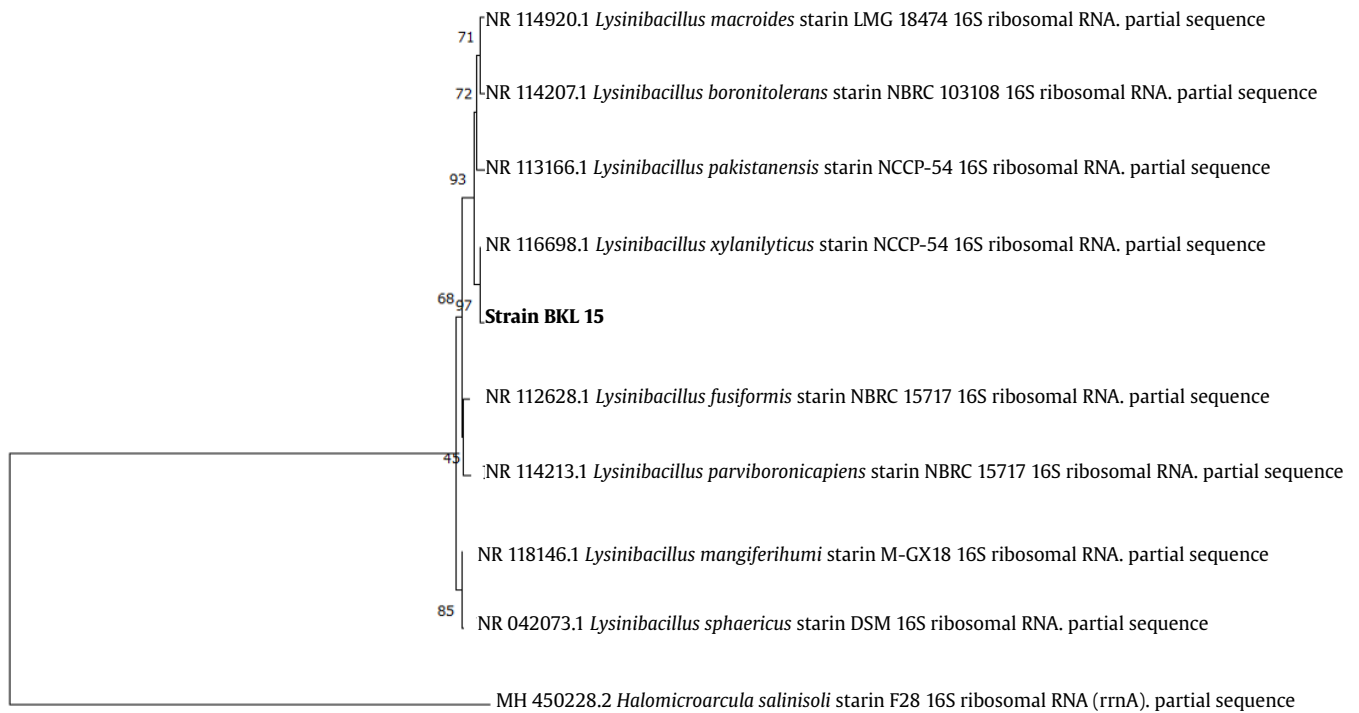 NR 114920.1 Lysinibacillus macroides starin LMG 18474 16S ribosomal RNA. partial sequence
71
72
NR 114207.1 Lysinibacillus boronitolerans starin NBRC 103108 16S ribosomal RNA. partial sequence
NR 113166.1 Lysinibacillus pakistanensis starin NCCP-54 16S ribosomal RNA. partial sequence
93
NR 116698.1 Lysinibacillus xylanilyticus starin NCCP-54 16S ribosomal RNA. partial sequence
68
97
Strain BKL 15
NR 112628.1 Lysinibacillus fusiformis starin NBRC 15717 16S ribosomal RNA. partial sequence
45
NR 114213.1 Lysinibacillus parviboronicapiens starin NBRC 15717 16S ribosomal RNA. partial sequence
NR 118146.1 Lysinibacillus mangiferihumi starin M-GX18 16S ribosomal RNA. partial sequence
85
NR 042073.1 Lysinibacillus sphaericus starin DSM 16S ribosomal RNA. partial sequence
MH 450228.2 Halomicroarcula salinisoli starin F28 16S ribosomal RNA (rrnA). partial sequence